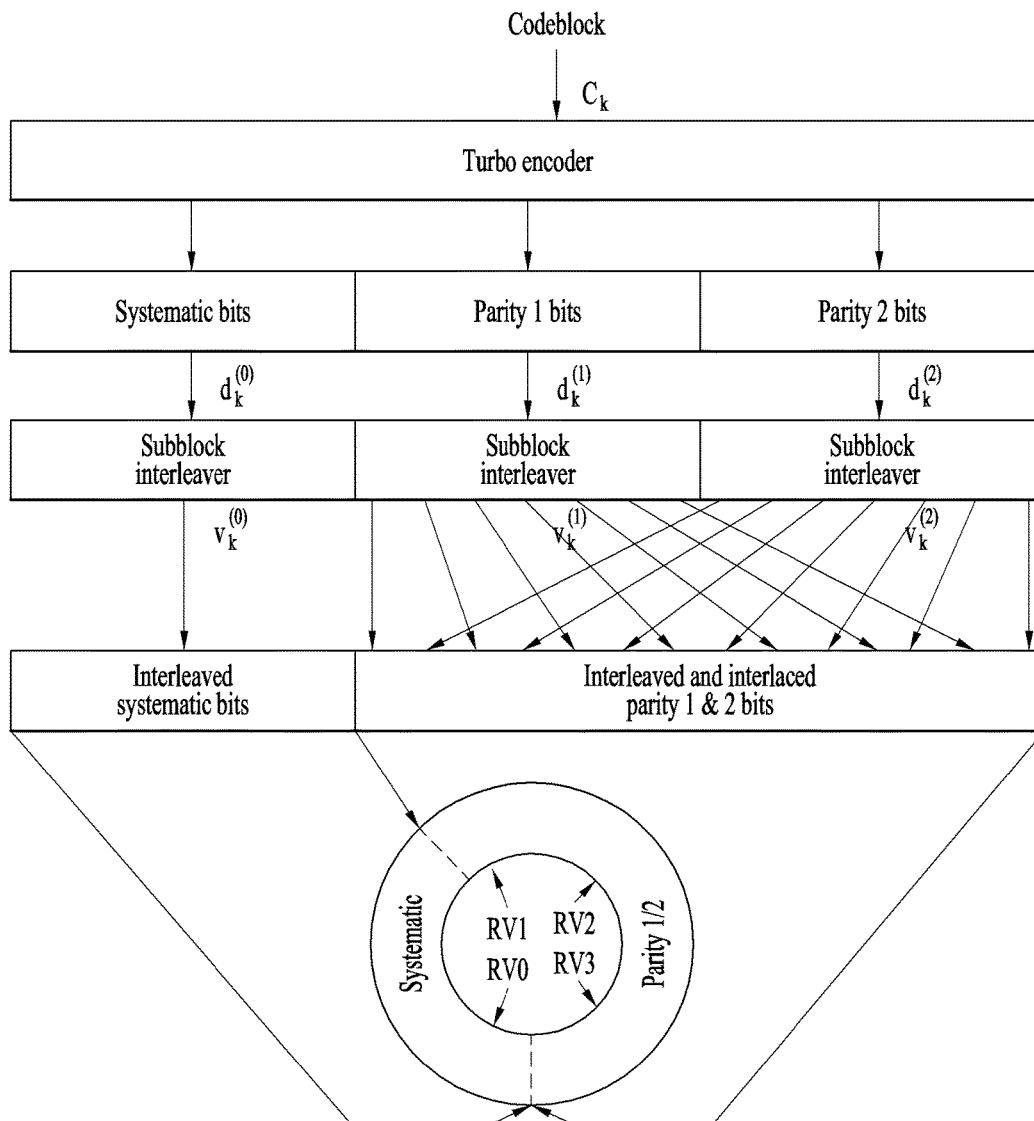 Codeblock
C_k
Turbo encoder
Systematic bits
Parity 1 bits
Parity 2 bits
d_k^(0)
d_k^(1)
d_k^(2)
Subblock
interleaver
Subblock
interleaver
Subblock
interleaver
v_k^(0)
v_k^(1)
v_k^(2)
Interleaved
systematic bits
Interleaved and interlaced
parity 1 & 2 bits
Systematic
RV1
RV2
RV0
RV3
Parity 1/2